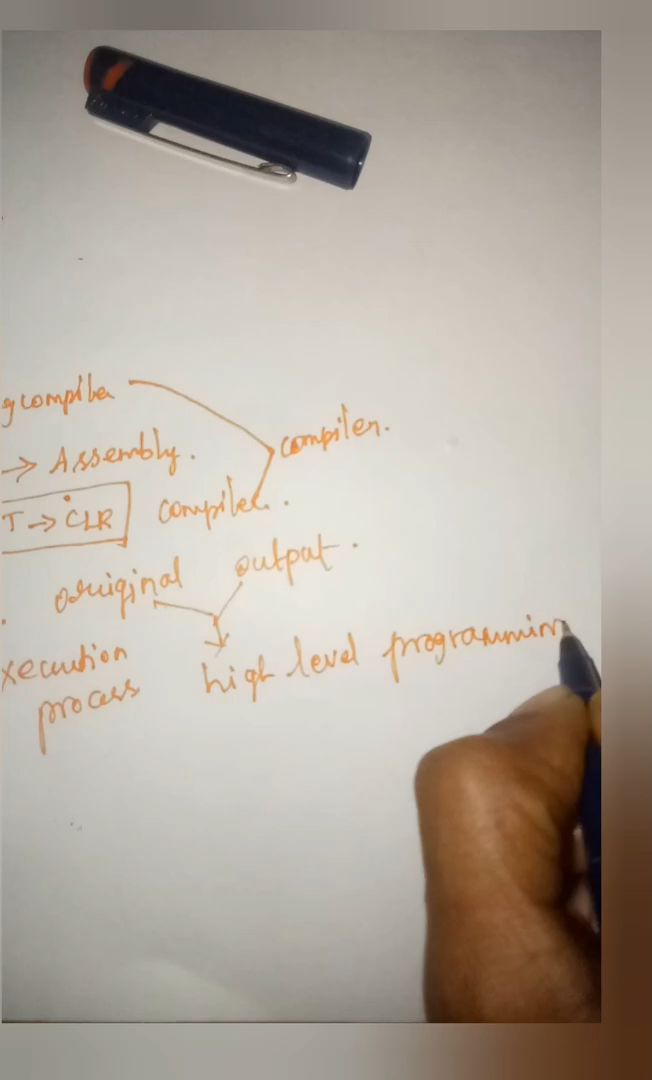 y compiler
→ Assembly.
compiler.
T → CLR
compiler.
original output.
xecution
process
high level programmin